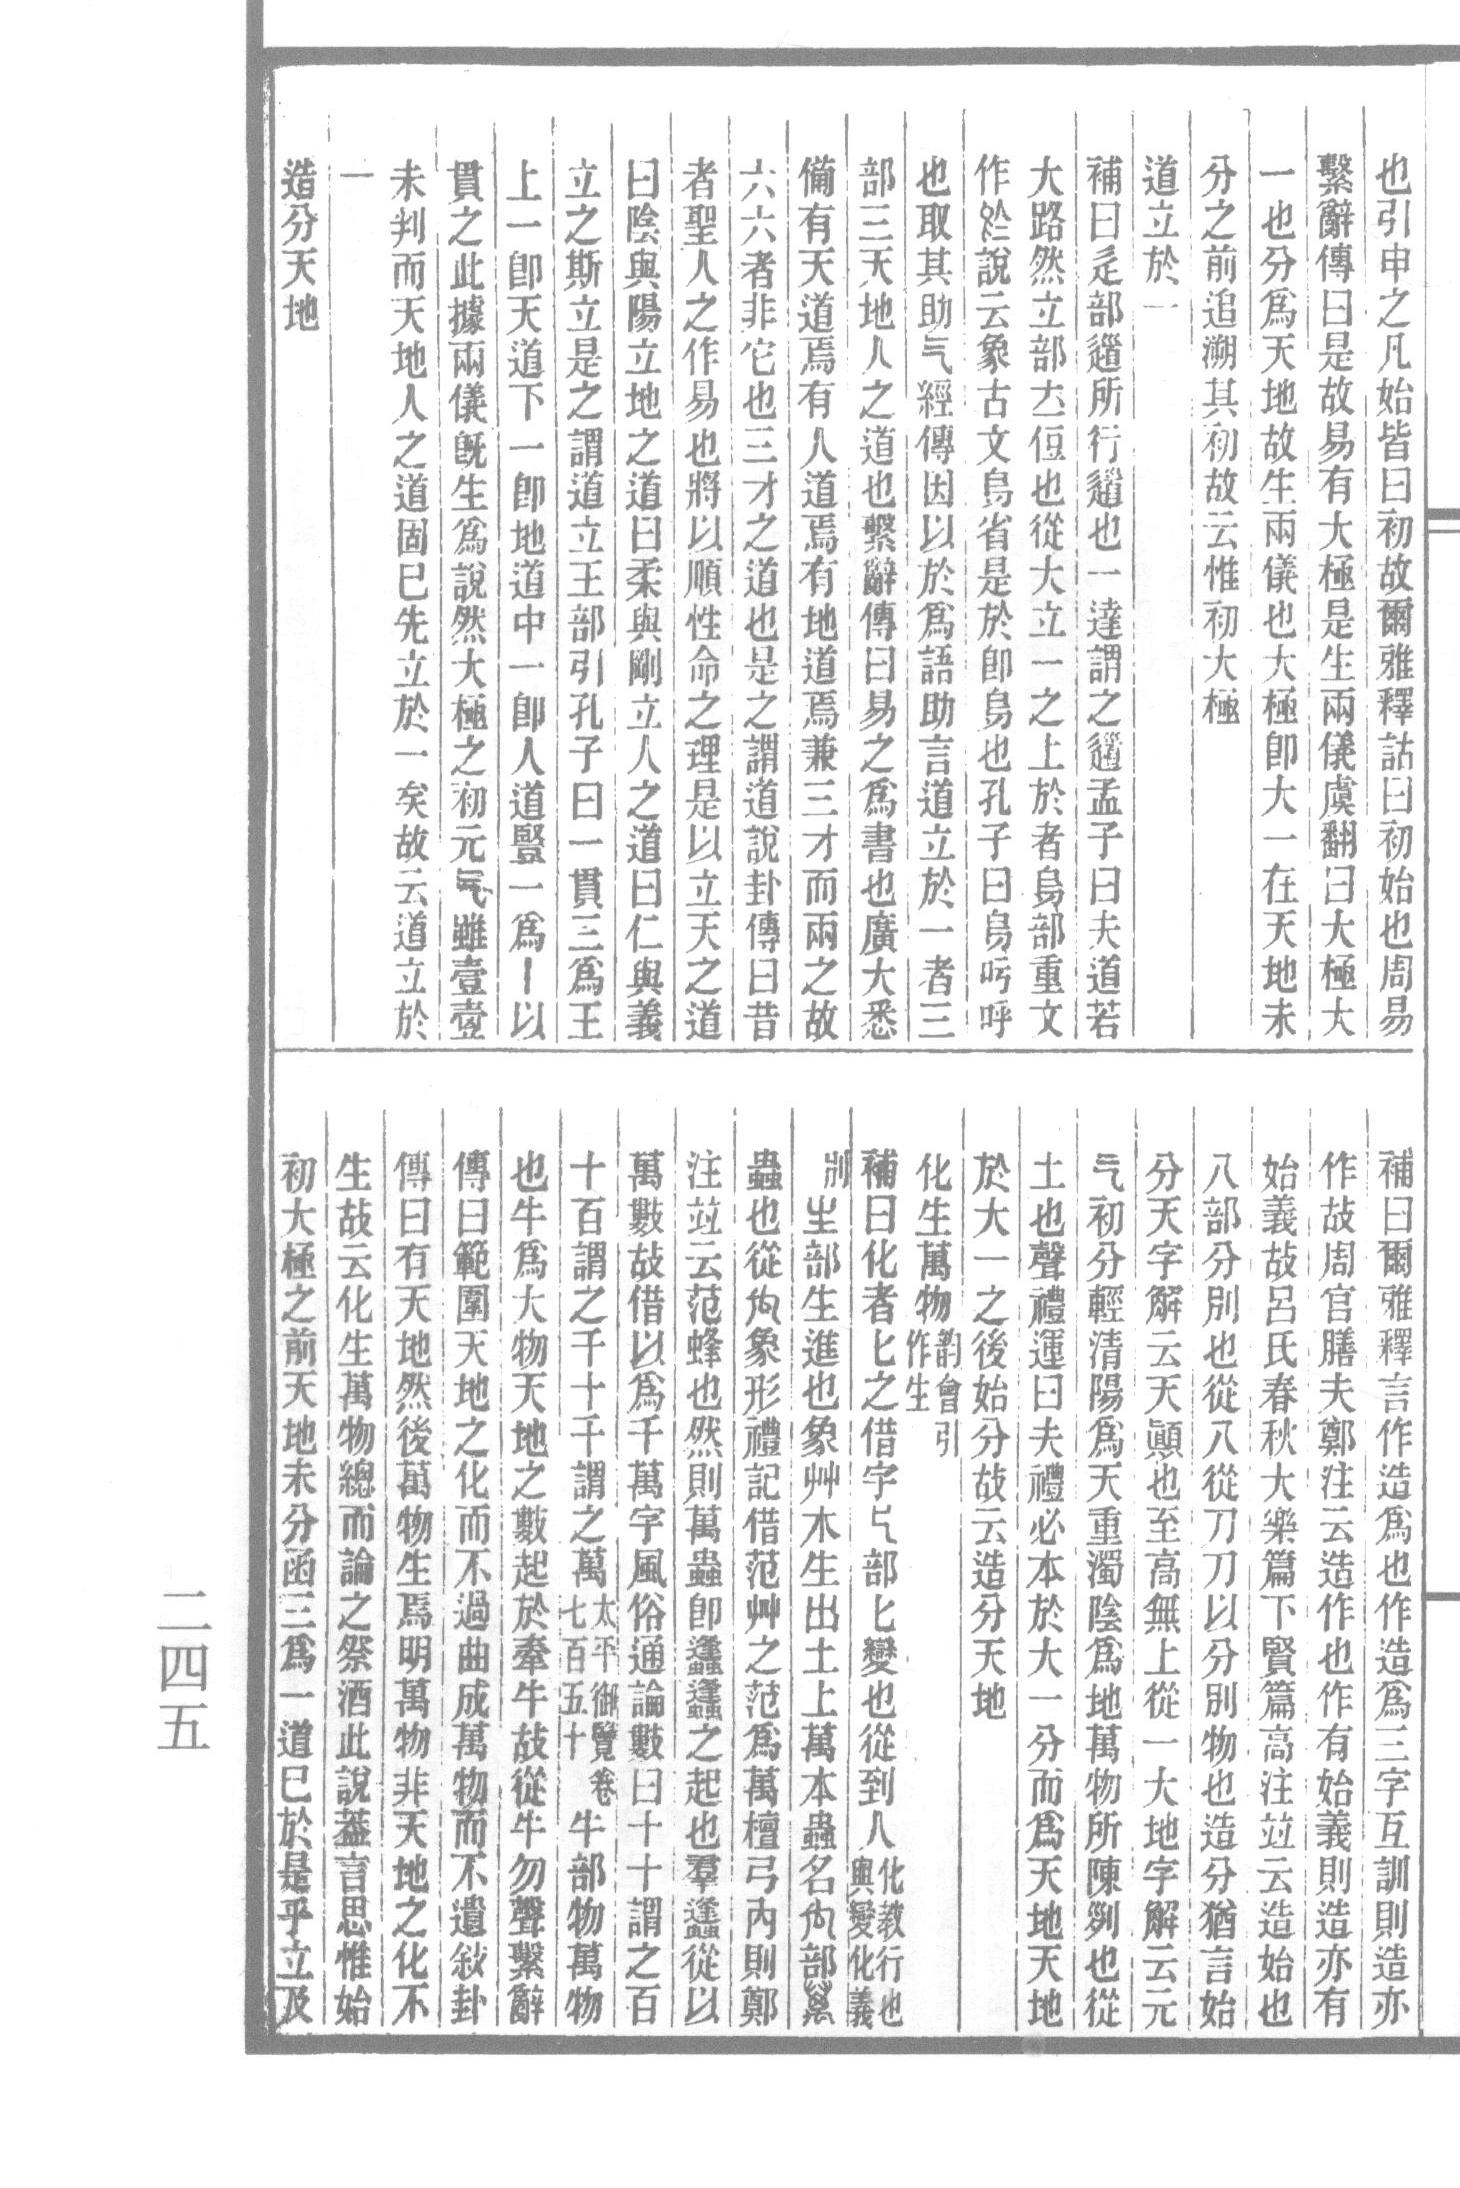 也引申之凡始皆曰初故爾雅釋詁曰初始也周易
繫辭傳曰是故易有大極是生兩儀虞翻曰大極大
一也分爲天地故生兩儀也大極卽大一在天地未
分之前追溯其初故云惟初大極
道立於一
補曰辵部䢔所行䢔也一達謂之䢔孟子曰夫道若
大路然立部立侸也從大立一之上於者烏部重文
作於說云象古文烏省是於卽烏也孔子曰烏𥃳呼
也取其助气經傳因以於爲語助言道立於一者三
部三天地人之道也繫辭傳曰易之爲書也廣大悉
備有天道焉有人道焉有地道焉兼三才而兩之故
六六者非它也三才之道也是之謂道說卦傳曰昔
者聖人之作易也將以順性命之理是以立天之道
曰陰與陽立地之道曰柔與剛立人之道曰仁與義
立之斯立是之謂道立王部引孔子曰一貫三爲王
上一卽天道下一卽地道中一卽人道豎一爲丨以
貫之此據兩儀旣生爲說然大極之初元气雖壹壹
未判而天地人之道固已先立於一矣故云道立於
一
造分天地
補曰爾雅釋言作造爲也作造爲三字互訓則造亦
作故周官膳夫鄭注云造作也作有始義則造亦有
始義故呂氏春秋大樂篇下賢篇高注竝云造始也
八部分別也從八從刀刀以分別物也造分猶言始
分天字解云天顚也至高無上從一大地字解云元
气初分輕清陽爲天重濁陰爲地萬物所陳𠛱也從
土也聲禮運曰夫禮必本於大一分而爲天地天地
於大一之後始分故云造分天地
化生萬物韵會引作生
補曰化者匕之借字匕部匕變也從到人化敎行也與變化義
別 生部生進也象艸木生出土上萬本蟲名禸部萬
蟲也從禸象形禮記借范艸之范爲萬檀弓內則鄭
注竝云范蜂也然則萬蟲卽蠭蠭之起也羣蠭從以
萬數故借以爲千萬字風俗通論數曰十十謂之百
十百謂之千十千謂之萬太平御覽卷七百五十 牛部物萬物
也牛爲大物天地之數起於牽牛故從牛勿聲繫辭
傳曰範圍天地之化而不過曲成萬物而不遺敍卦
傳曰有天地然後萬物生焉明萬物非天地之化不
生故云化生萬物總而論之祭酒此說葢言思惟始
初大極之前天地未分函三爲一道已於是乎立及
二四五